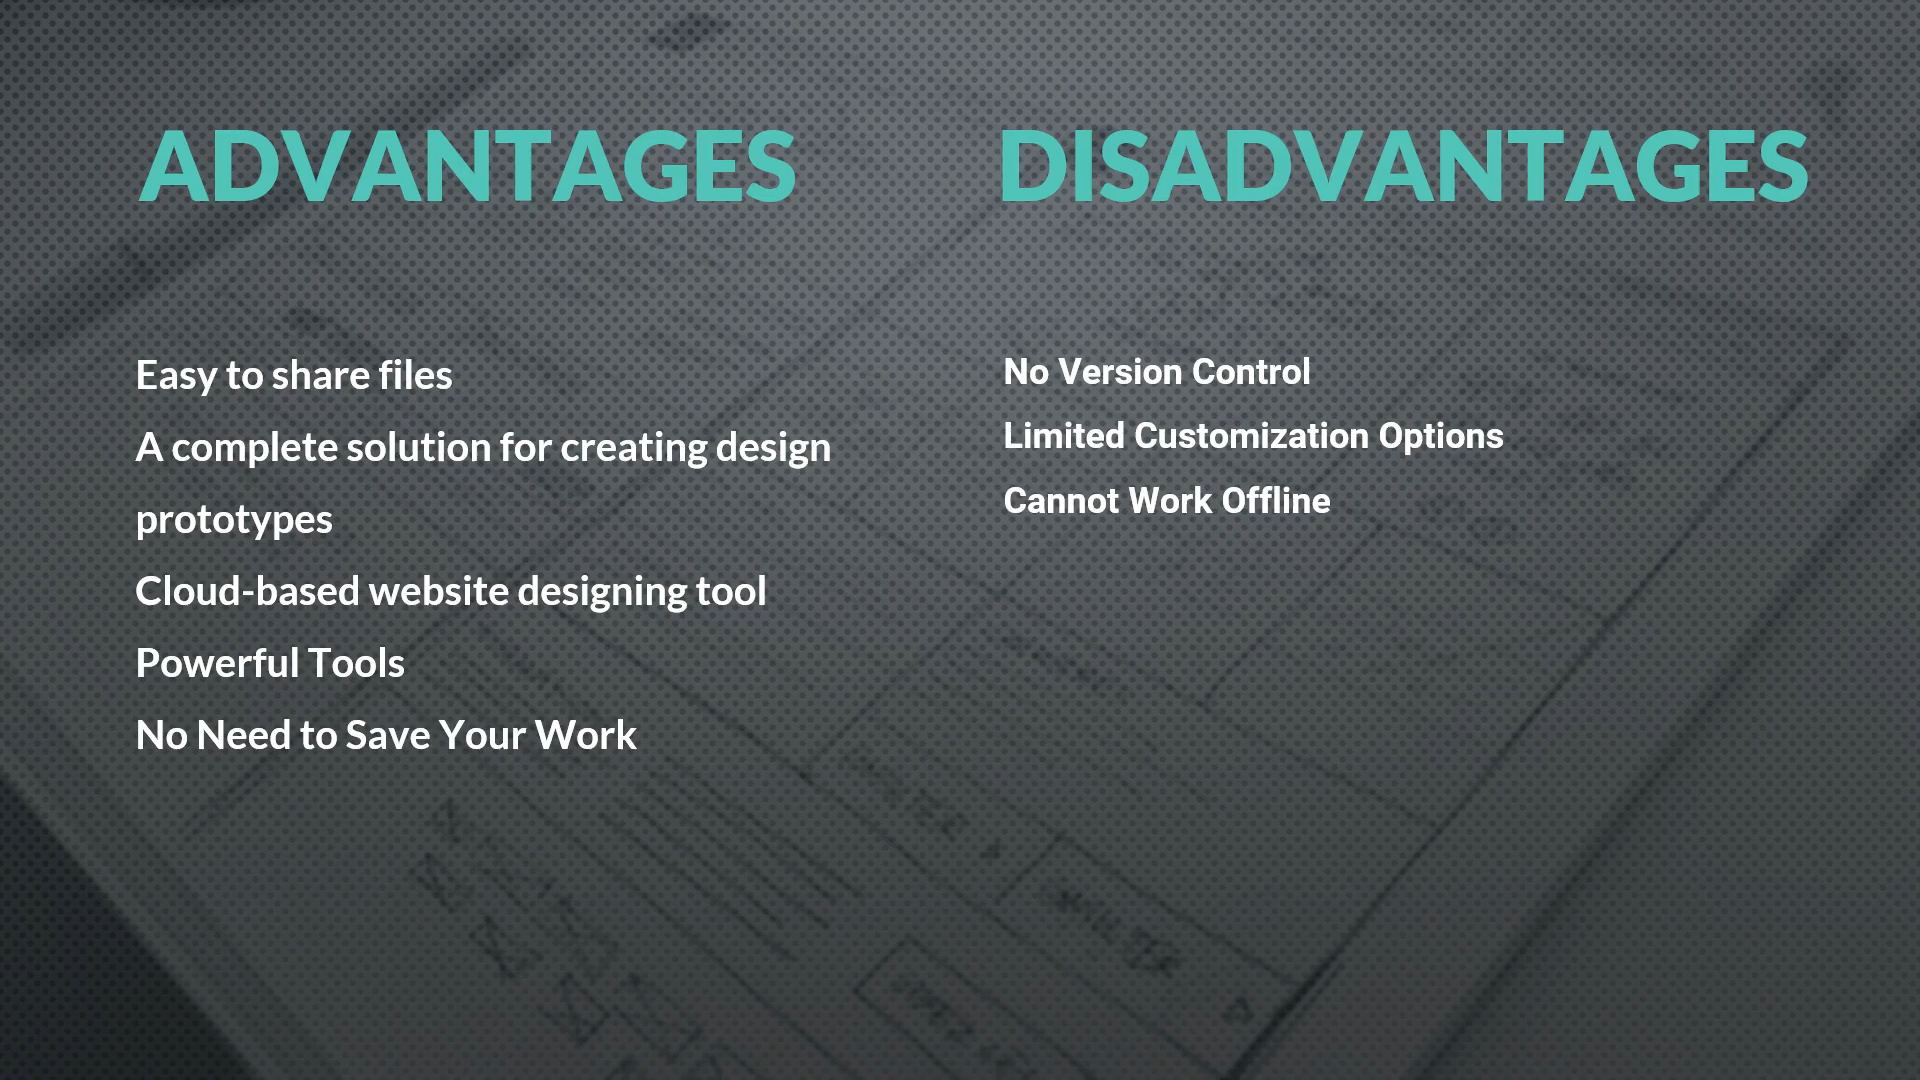 ADVANTAGES
Easy to share files
A complete solution for creating design
prototypes
Cloud-based website designing tool
Powerful Tools
No Need to Save Your Work
DISADVANTAGES
No Version Control
Limited Customization Options
Cannot Work Offline